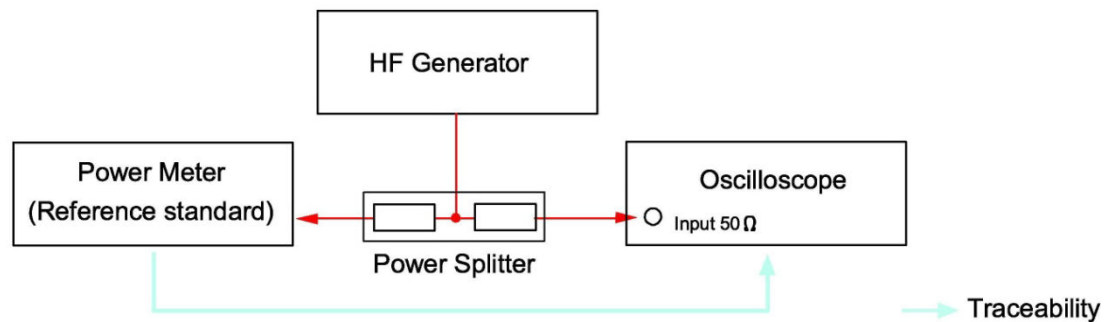 HF Generator
Power Meter
(Reference standard)
Oscilloscope
Input 50 Ω
Power Splitter
Traceability